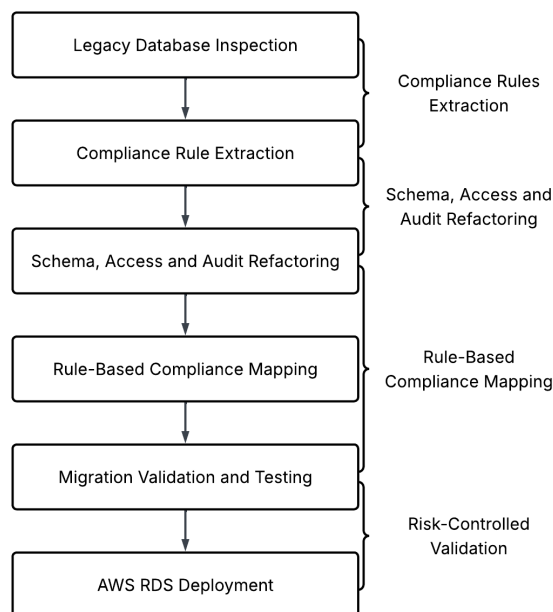 Legacy Database Inspection
Compliance Rules
Extraction
Compliance Rule Extraction
Schema, Access and
Audit Refactoring
Schema, Access and Audit Refactoring
Rule-Based
Compliance Mapping
Rule-Based Compliance Mapping
Migration Validation and Testing
Risk-Controlled
Validation
AWS RDS Deployment